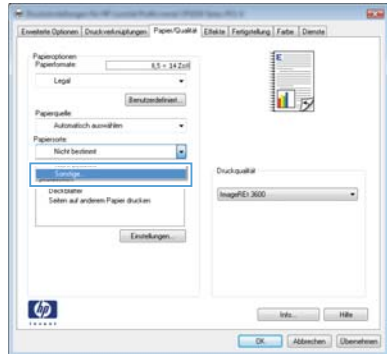 Erweiterte Optionen Druckverknüpfungen Papier/Qualität Effekte Fertigstellung Farbe Dienste
Papieroptionen
Papierformate: 8,5 × 14 Zoll
Legal
Benutzerdefiniert...
Papierquelle:
Automatisch auswählen
Papiersorte:
Nicht bestimmt
Sonstige...
Deckblätter
Seiten auf anderem Papier drucken
Einstellungen...
Druckqualität
ImageREt 3600
hp
invent
Info... Hilfe
OK Abbrechen Übernehmen